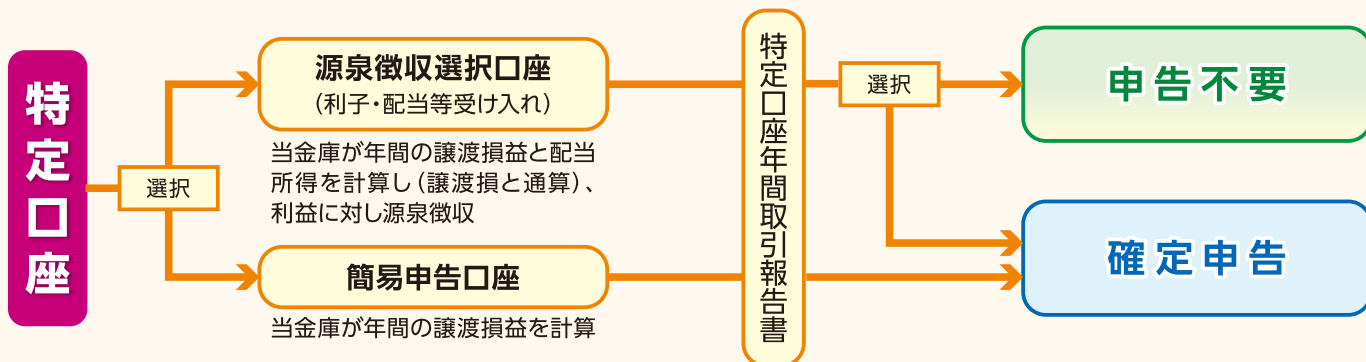 特定口座
選択
源泉徴収選択口座
（利子・配当等受け入れ）
当金庫が年間の譲渡損益と配当
所得を計算し（譲渡損と通算）、
利益に対し源泉徴収
簡易申告口座
当金庫が年間の譲渡損益を計算
特定口座年間取引報告書
選択
申告不要
確定申告